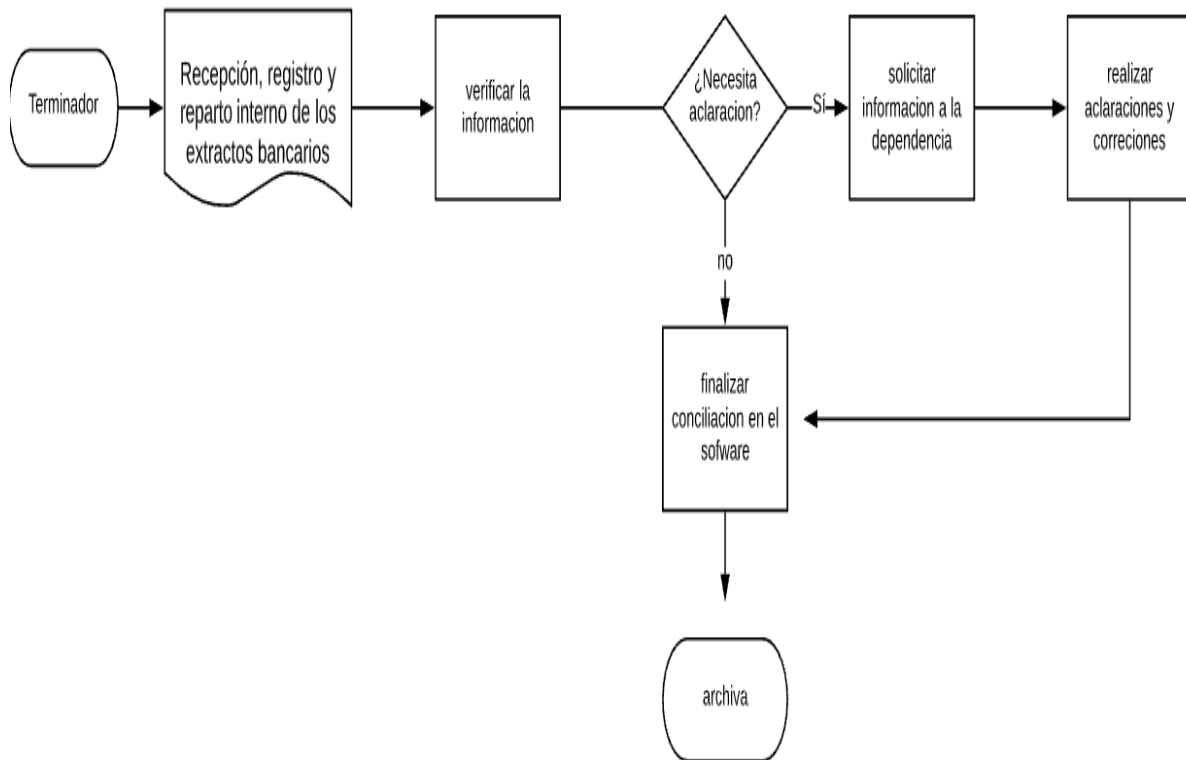 Terminador
Recepción, registro y
reparto interno de los
extractos bancarios
verificar la
informacion
¿Necesita
aclaracion?
Sí
solicitar
informacion a la
dependencia
realizar
aclaraciones y
correciones
no
finalizar
conciliacion en el
sofware
archiva